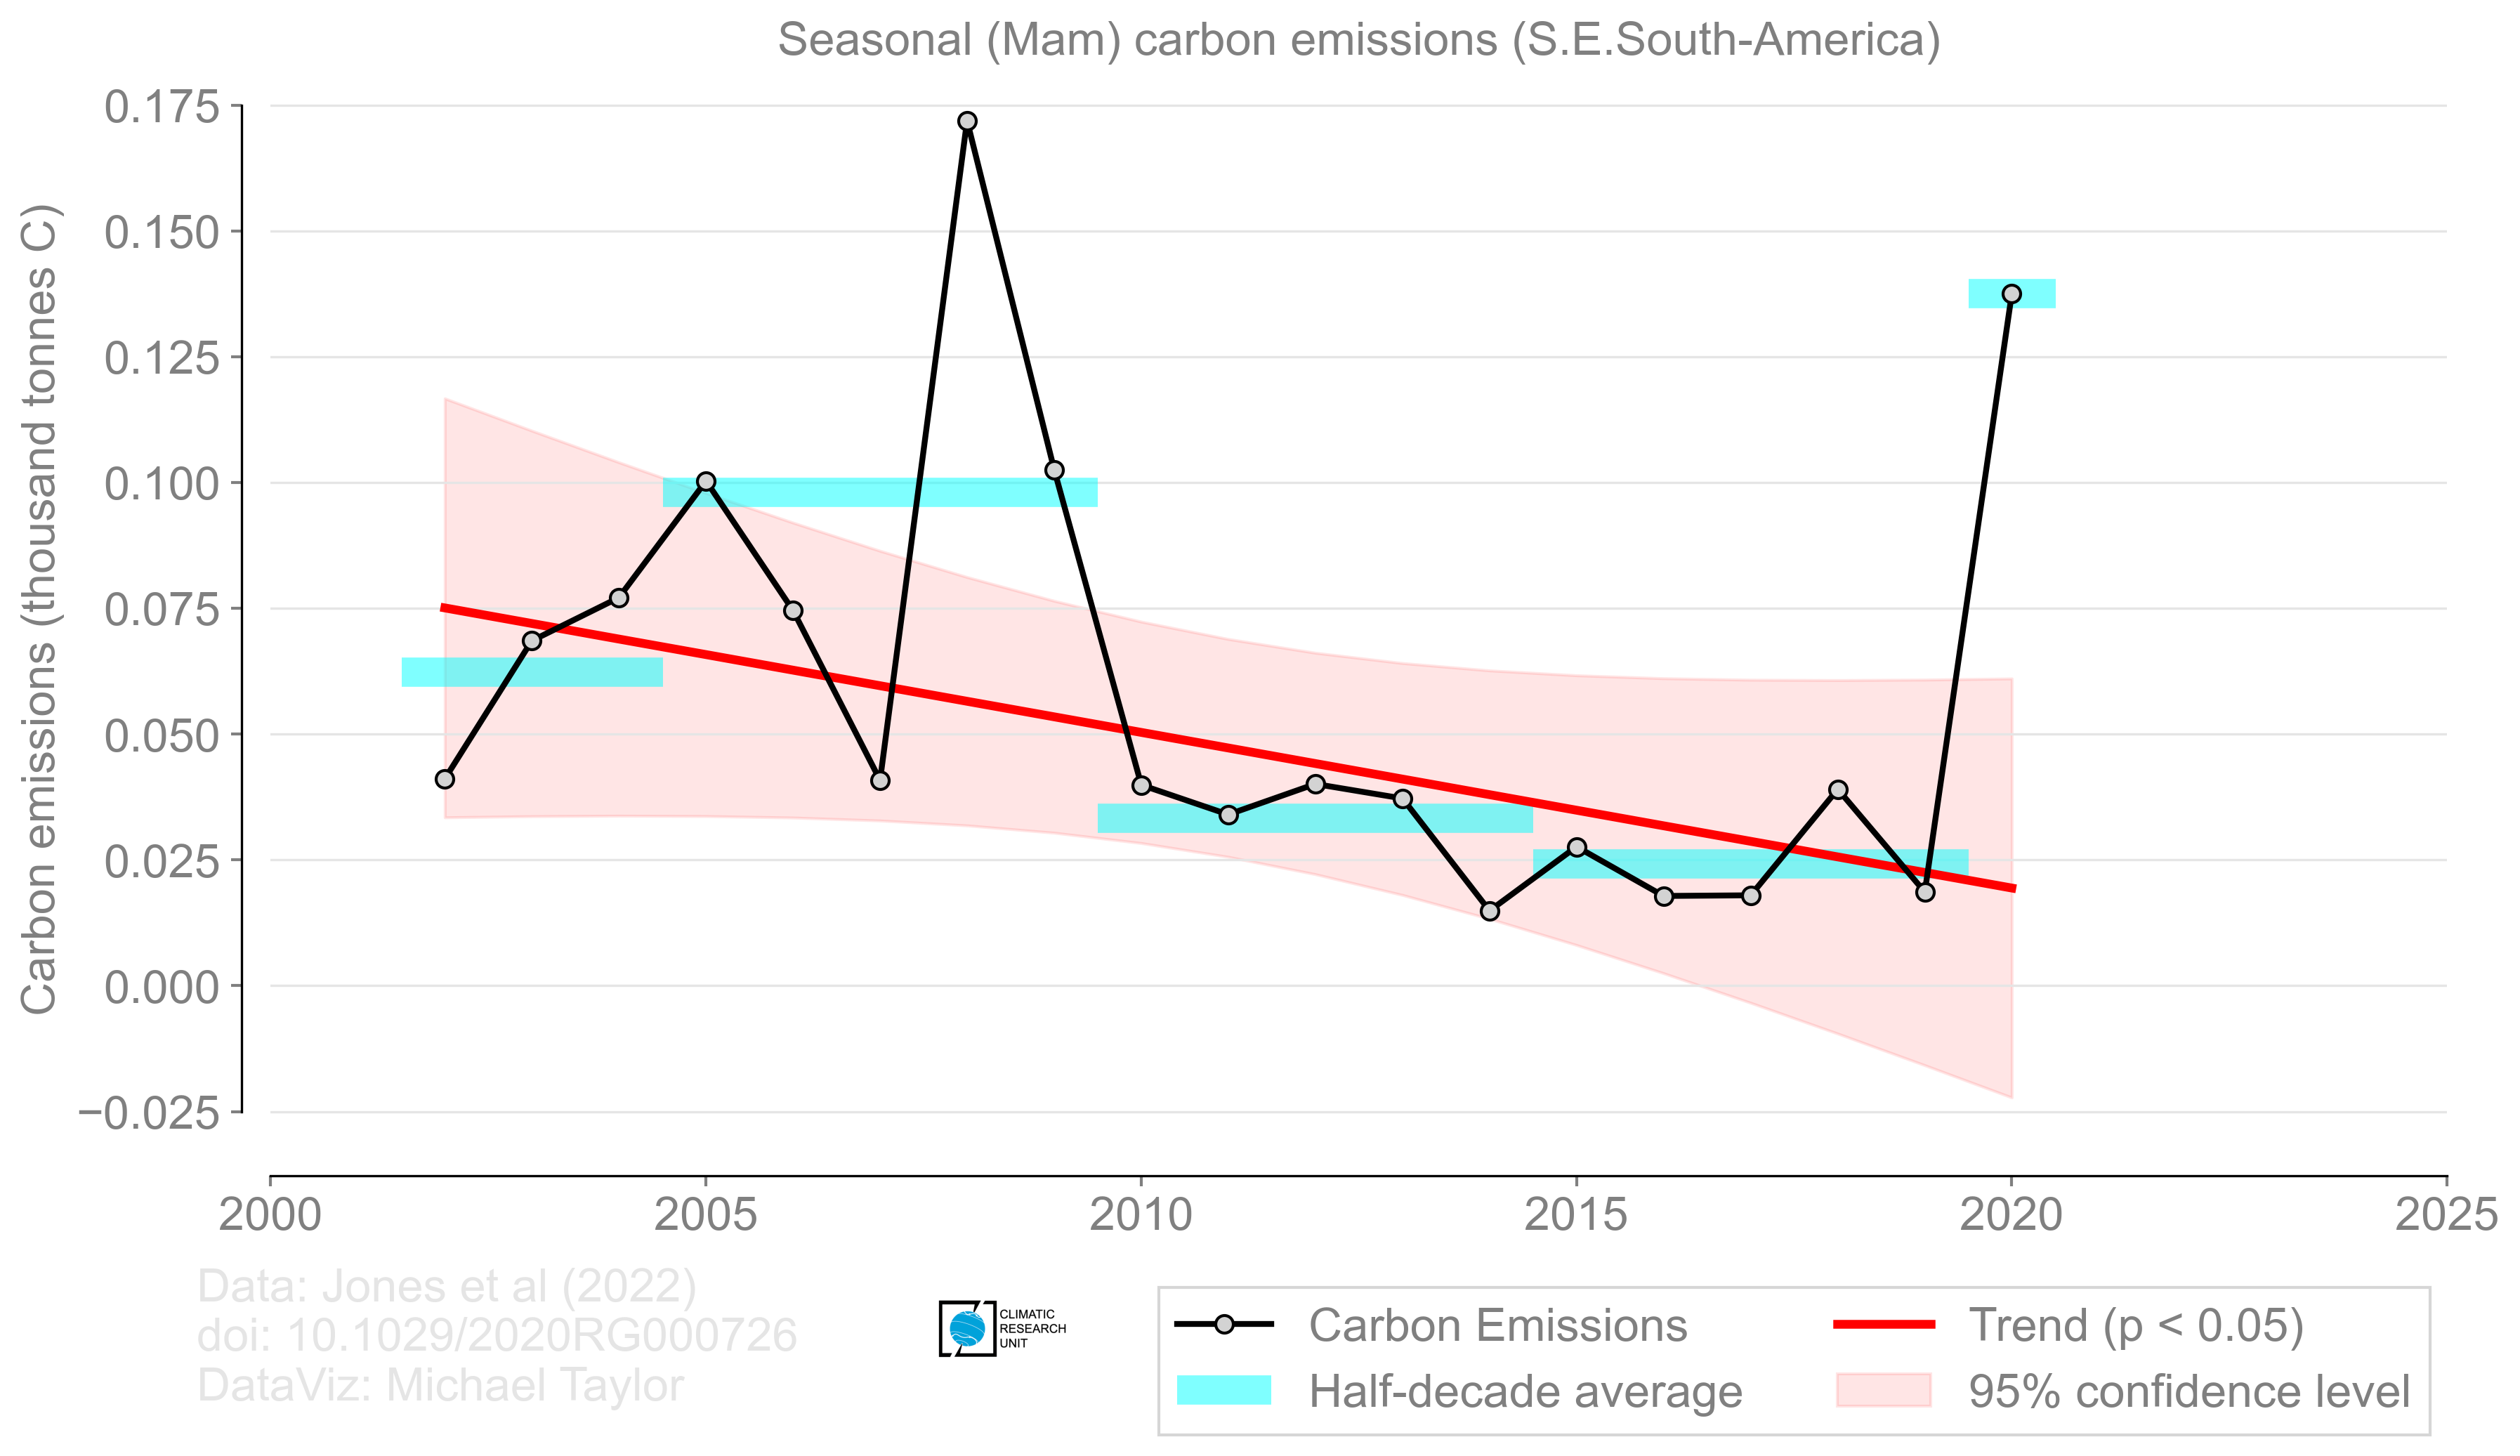 Seasonal (Mam) carbon emissions (S.E.South-America)
Carbon emissions (thousand tonnes C)
0.175
0.150
0.125
0.100
0.075
0.050
0.025
0.000
−0.025
2000
2005
2010
2015
2020
2025
Data: Jones et al (2022)
doi: 10.1029/2020RG000726
DataViz: Michael Taylor
CLIMATIC
RESEARCH
UNIT
Carbon Emissions
Half-decade average
Trend (p < 0.05)
95% confidence level